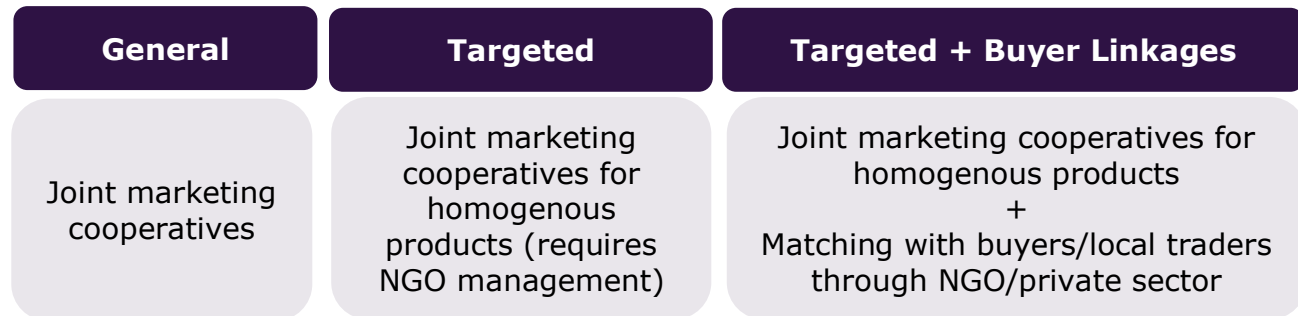 General
Joint marketing
cooperatives
Targeted
Joint marketing
cooperatives for
homogenous
products (requires
NGO management)
Targeted + Buyer Linkages
Joint marketing cooperatives for
homogenous products
+
Matching with buyers/local traders
through NGO/private sector